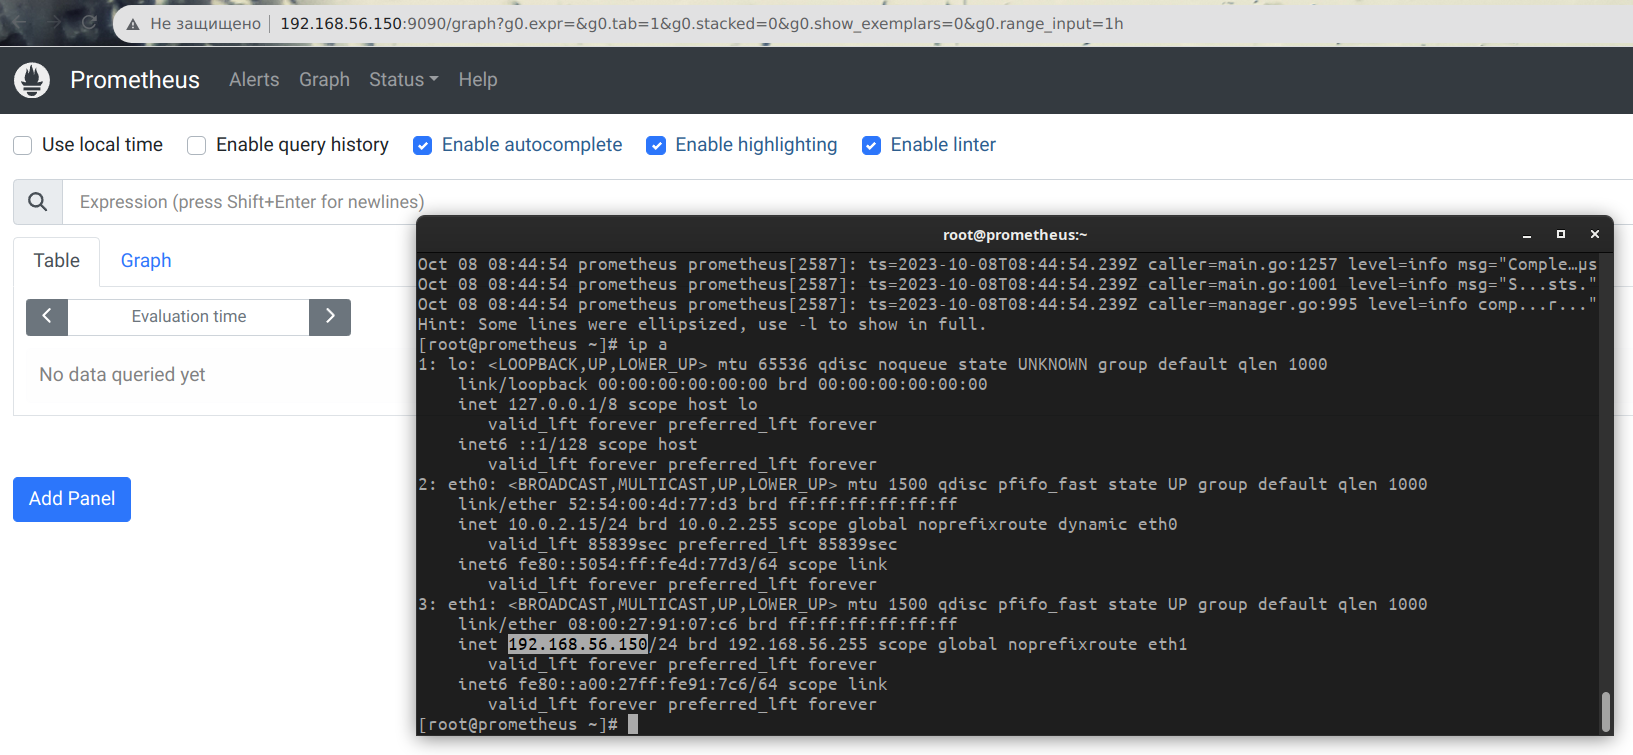 Не защищено 192.168.56.150:9090/graph?g0.expr=&g0.tab=1&g0.stacked=0&g0.show_exemplars=0&g0.range_input=1h
Prometheus Alerts Graph Status Help
Use local time Enable query history Enable autocomplete Enable highlighting Enable linter
Expression (press Shift+Enter for newlines)
Table Graph
Evaluation time
No data queried yet
Add Panel
root@prometheus:~
Oct 08 08:44:54 prometheus prometheus[2587]: ts=2023-10-08T08:44:54.239Z caller=main.go:1257 level=info msg="Comple…µs
Oct 08 08:44:54 prometheus prometheus[2587]: ts=2023-10-08T08:44:54.239Z caller=main.go:1001 level=info msg="S...sts."
Oct 08 08:44:54 prometheus prometheus[2587]: ts=2023-10-08T08:44:54.239Z caller=manager.go:995 level=info comp...r..."
Hint: Some lines were ellipsized, use -l to show in full.
[root@prometheus ~]# ip a
1: lo: <LOOPBACK,UP,LOWER_UP> mtu 65536 qdisc noqueue state UNKNOWN group default qlen 1000
link/loopback 00:00:00:00:00:00 brd 00:00:00:00:00:00
inet 127.0.0.1/8 scope host lo
valid_lft forever preferred_lft forever
inet6 ::1/128 scope host
valid_lft forever preferred_lft forever
2: eth0: <BROADCAST,MULTICAST,UP,LOWER_UP> mtu 1500 qdisc pfifo_fast state UP group default qlen 1000
link/ether 52:54:00:4d:77:d3 brd ff:ff:ff:ff:ff:ff
inet 10.0.2.15/24 brd 10.0.2.255 scope global noprefixroute dynamic eth0
valid_lft 85839sec preferred_lft 85839sec
inet6 fe80::5054:ff:fe4d:77d3/64 scope link
valid_lft forever preferred_lft forever
3: eth1: <BROADCAST,MULTICAST,UP,LOWER_UP> mtu 1500 qdisc pfifo_fast state UP group default qlen 1000
link/ether 08:00:27:91:07:c6 brd ff:ff:ff:ff:ff:ff
inet 192.168.56.150/24 brd 192.168.56.255 scope global noprefixroute eth1
valid_lft forever preferred_lft forever
inet6 fe80::a00:27ff:fe91:7c6/64 scope link
valid_lft forever preferred_lft forever
[root@prometheus ~]#